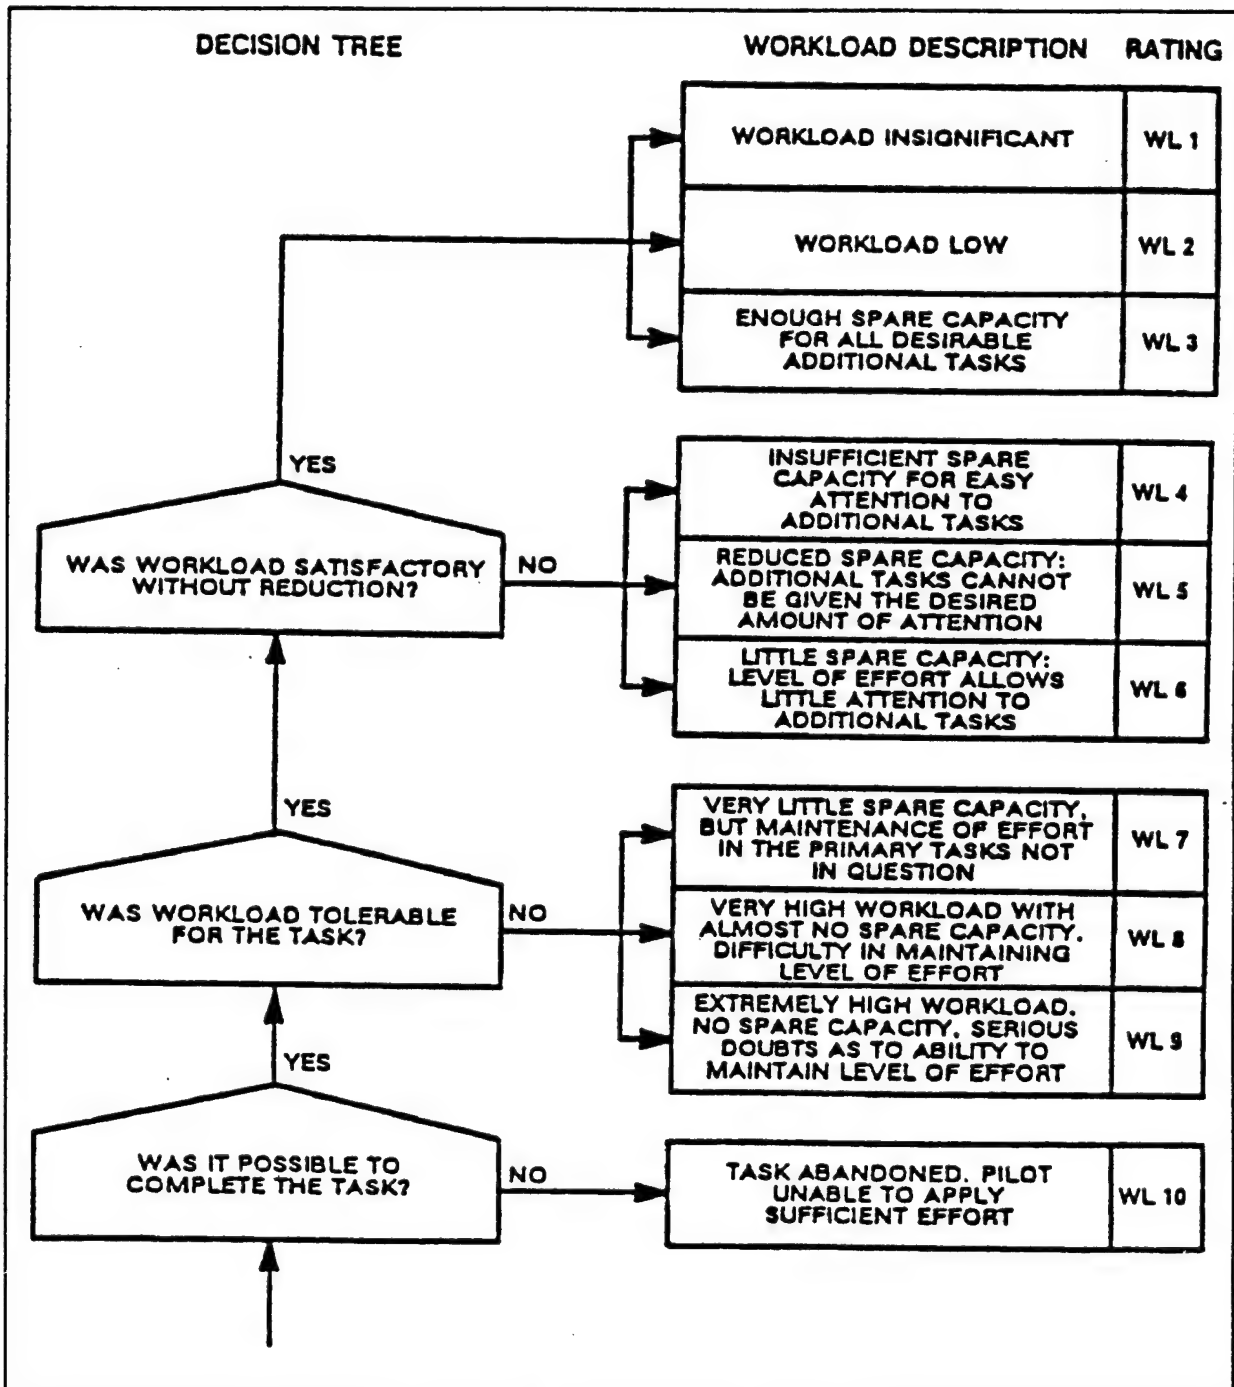 DECISION TREE
WORKLOAD DESCRIPTION
RATING
WORKLOAD INSIGNIFICANT
WL 1
WORKLOAD LOW
WL 2
ENOUGH SPARE CAPACITY
FOR ALL DESIRABLE
ADDITIONAL TASKS
WL 3
YES
WAS WORKLOAD SATISFACTORY
WITHOUT REDUCTION?
NO
INSUFFICIENT SPARE
CAPACITY FOR EASY
ATTENTION TO
ADDITIONAL TASKS
WL 4
REDUCED SPARE CAPACITY:
ADDITIONAL TASKS CANNOT
BE GIVEN THE DESIRED
AMOUNT OF ATTENTION
WL 5
LITTLE SPARE CAPACITY:
LEVEL OF EFFORT ALLOWS
LITTLE ATTENTION TO
ADDITIONAL TASKS
WL 6
YES
WAS WORKLOAD TOLERABLE
FOR THE TASK?
NO
VERY LITTLE SPARE CAPACITY,
BUT MAINTENANCE OF EFFORT
IN THE PRIMARY TASKS NOT
IN QUESTION
WL 7
VERY HIGH WORKLOAD WITH
ALMOST NO SPARE CAPACITY.
DIFFICULTY IN MAINTAINING
LEVEL OF EFFORT
WL 8
EXTREMELY HIGH WORKLOAD.
NO SPARE CAPACITY. SERIOUS
DOUBTS AS TO ABILITY TO
MAINTAIN LEVEL OF EFFORT
WL 9
YES
WAS IT POSSIBLE TO
COMPLETE THE TASK?
NO
TASK ABANDONED. PILOT
UNABLE TO APPLY
SUFFICIENT EFFORT
WL 10